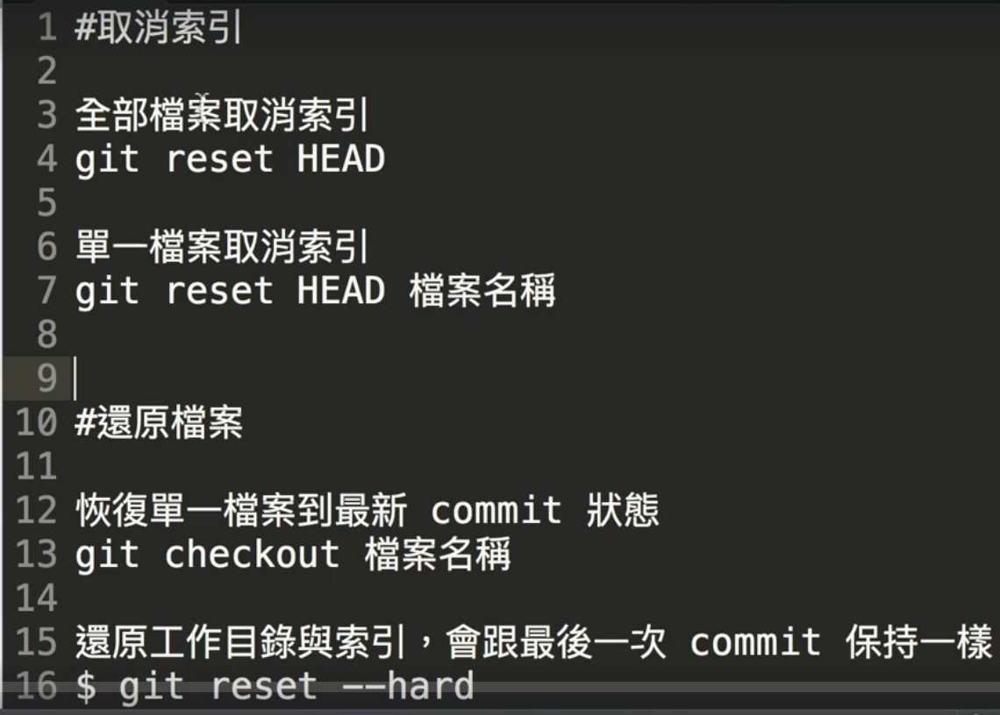 1 #取消索引
2
3 全部檔案取消索引
4 git reset HEAD
5
6 單一檔案取消索引
7 git reset HEAD 檔案名稱
8
9
10 #還原檔案
11
12 恢復單一檔案到最新 commit 狀態
13 git checkout 檔案名稱
14
15 還原工作目錄與索引，會跟最後一次 commit 保持一樣
16 $ git reset --hard